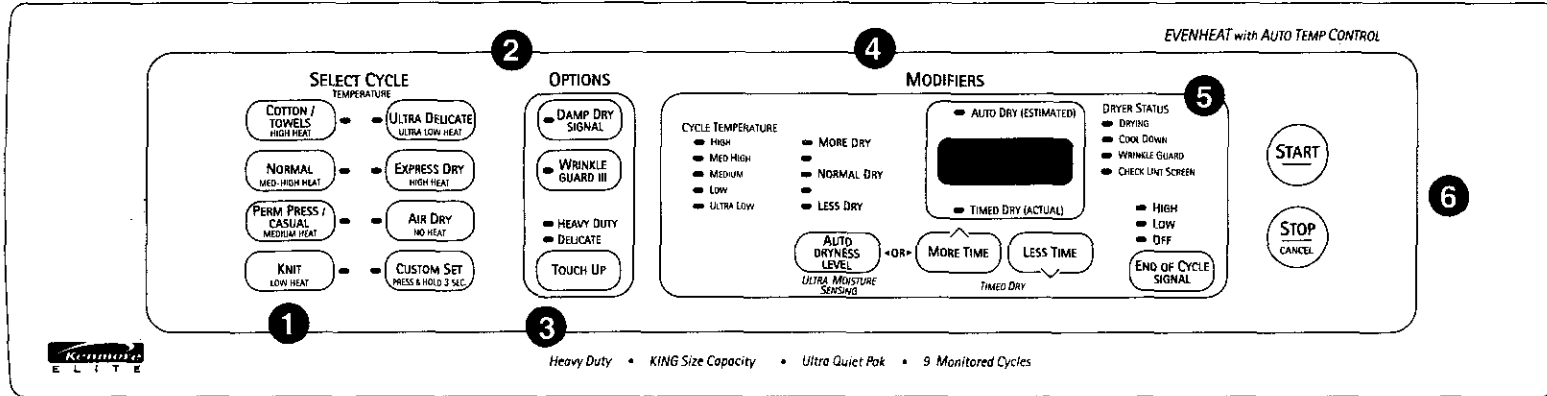 EVENHEAT with AUTO TEMP CONTROL
2
4
SELECT CYCLE
TEMPERATURE
COTTON /
TOWELS
HIGH HEAT
ULTRA DELICATE
ULTRA LOW HEAT
NORMAL
MED-HIGH HEAT
EXPRESS DRY
HIGH HEAT
PERM PRESS /
CASUAL
MEDIUM HEAT
AIR DRY
NO HEAT
KNIT
LOW HEAT
CUSTOM SET
PRESS & HOLD 3 SEC.
1
OPTIONS
DAMP DRY
SIGNAL
WRINKLE
GUARD III
HEAVY DUTY
DELICATE
TOUCH UP
3
MODIFIERS
CYCLE TEMPERATURE
HIGH
MED HIGH
MEDIUM
LOW
ULTRA LOW
MORE DRY
NORMAL DRY
LESS DRY
AUTO
DRYNESS
LEVEL
ULTRA MOISTURE
SENSING
OR
AUTO DRY (ESTIMATED)
TIMED DRY (ACTUAL)
MORE TIME
LESS TIME
TIMED DRY
5
DRYER STATUS
DRYING
COOL DOWN
WRINKLE GUARD
CHECK LINT SCREEN
HIGH
LOW
OFF
END OF CYCLE
SIGNAL
START
STOP
CANCEL
6
Kenmore
ELITE
Heavy Duty • KING Size Capacity • Ultra Quiet Pak • 9 Monitored Cycles